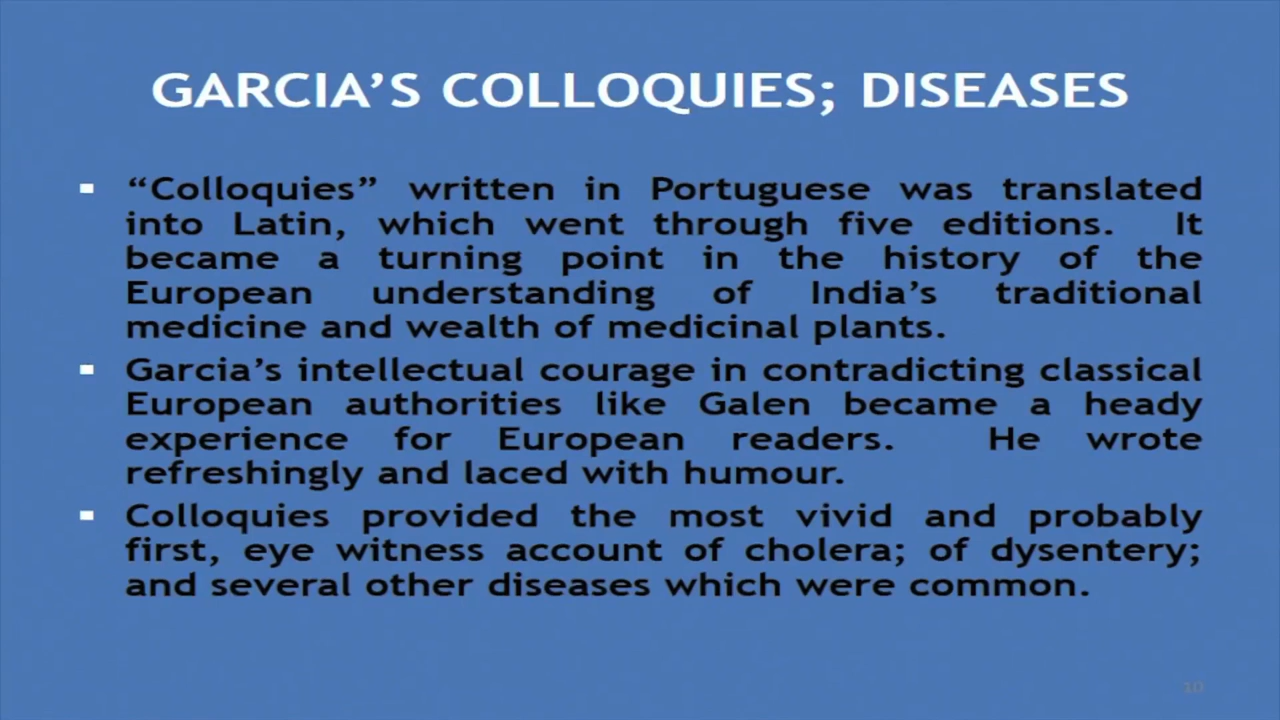 GARCIA’S COLLOQUIES; DISEASES
▪ “Colloquies” written in Portuguese was translated
into Latin, which went through five editions. It
became a turning point in the history of the
European understanding of India’s traditional
medicine and wealth of medicinal plants.
▪ Garcia’s intellectual courage in contradicting classical
European authorities like Galen became a heady
experience for European readers. He wrote
refreshingly and laced with humour.
▪ Colloquies provided the most vivid and probably
first, eye witness account of cholera; of dysentery;
and several other diseases which were common.
10